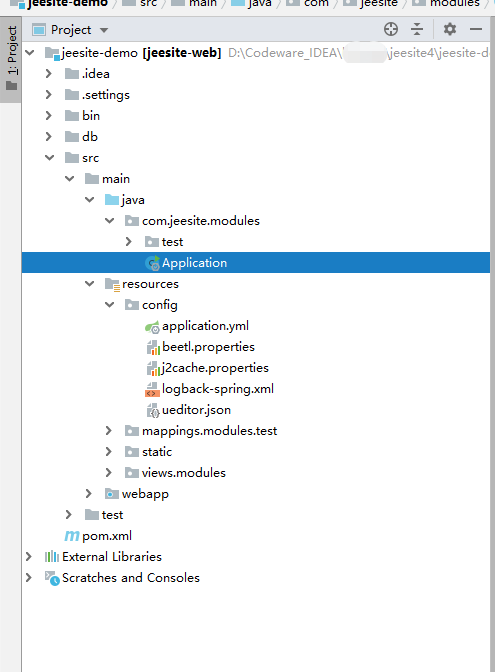 jeesite-demo src main java com jeesite modules
1: Project
Project
jeesite-demo [jeesite-web] D:\Codeware_IDEA\ jeesite4\jeesite-d
.idea
.settings
bin
db
src
main
java
com.jeesite.modules
test
Application
resources
config
application.yml
beetl.properties
j2cache.properties
logback-spring.xml
ueditor.json
mappings.modules.test
static
views.modules
webapp
test
pom.xml
External Libraries
Scratches and Consoles